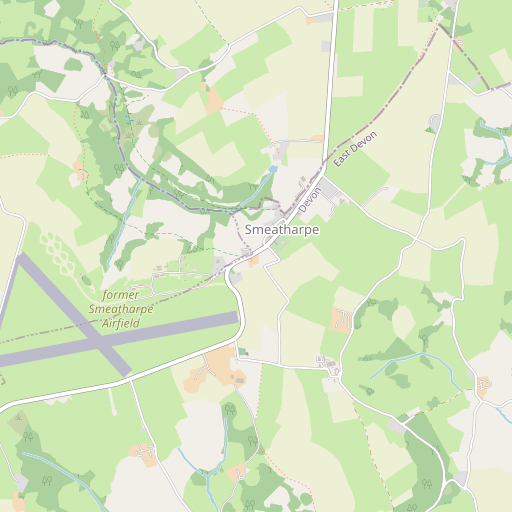 East Devon
Devon
Smeatharpe
former
Smeatharpe
Airfield